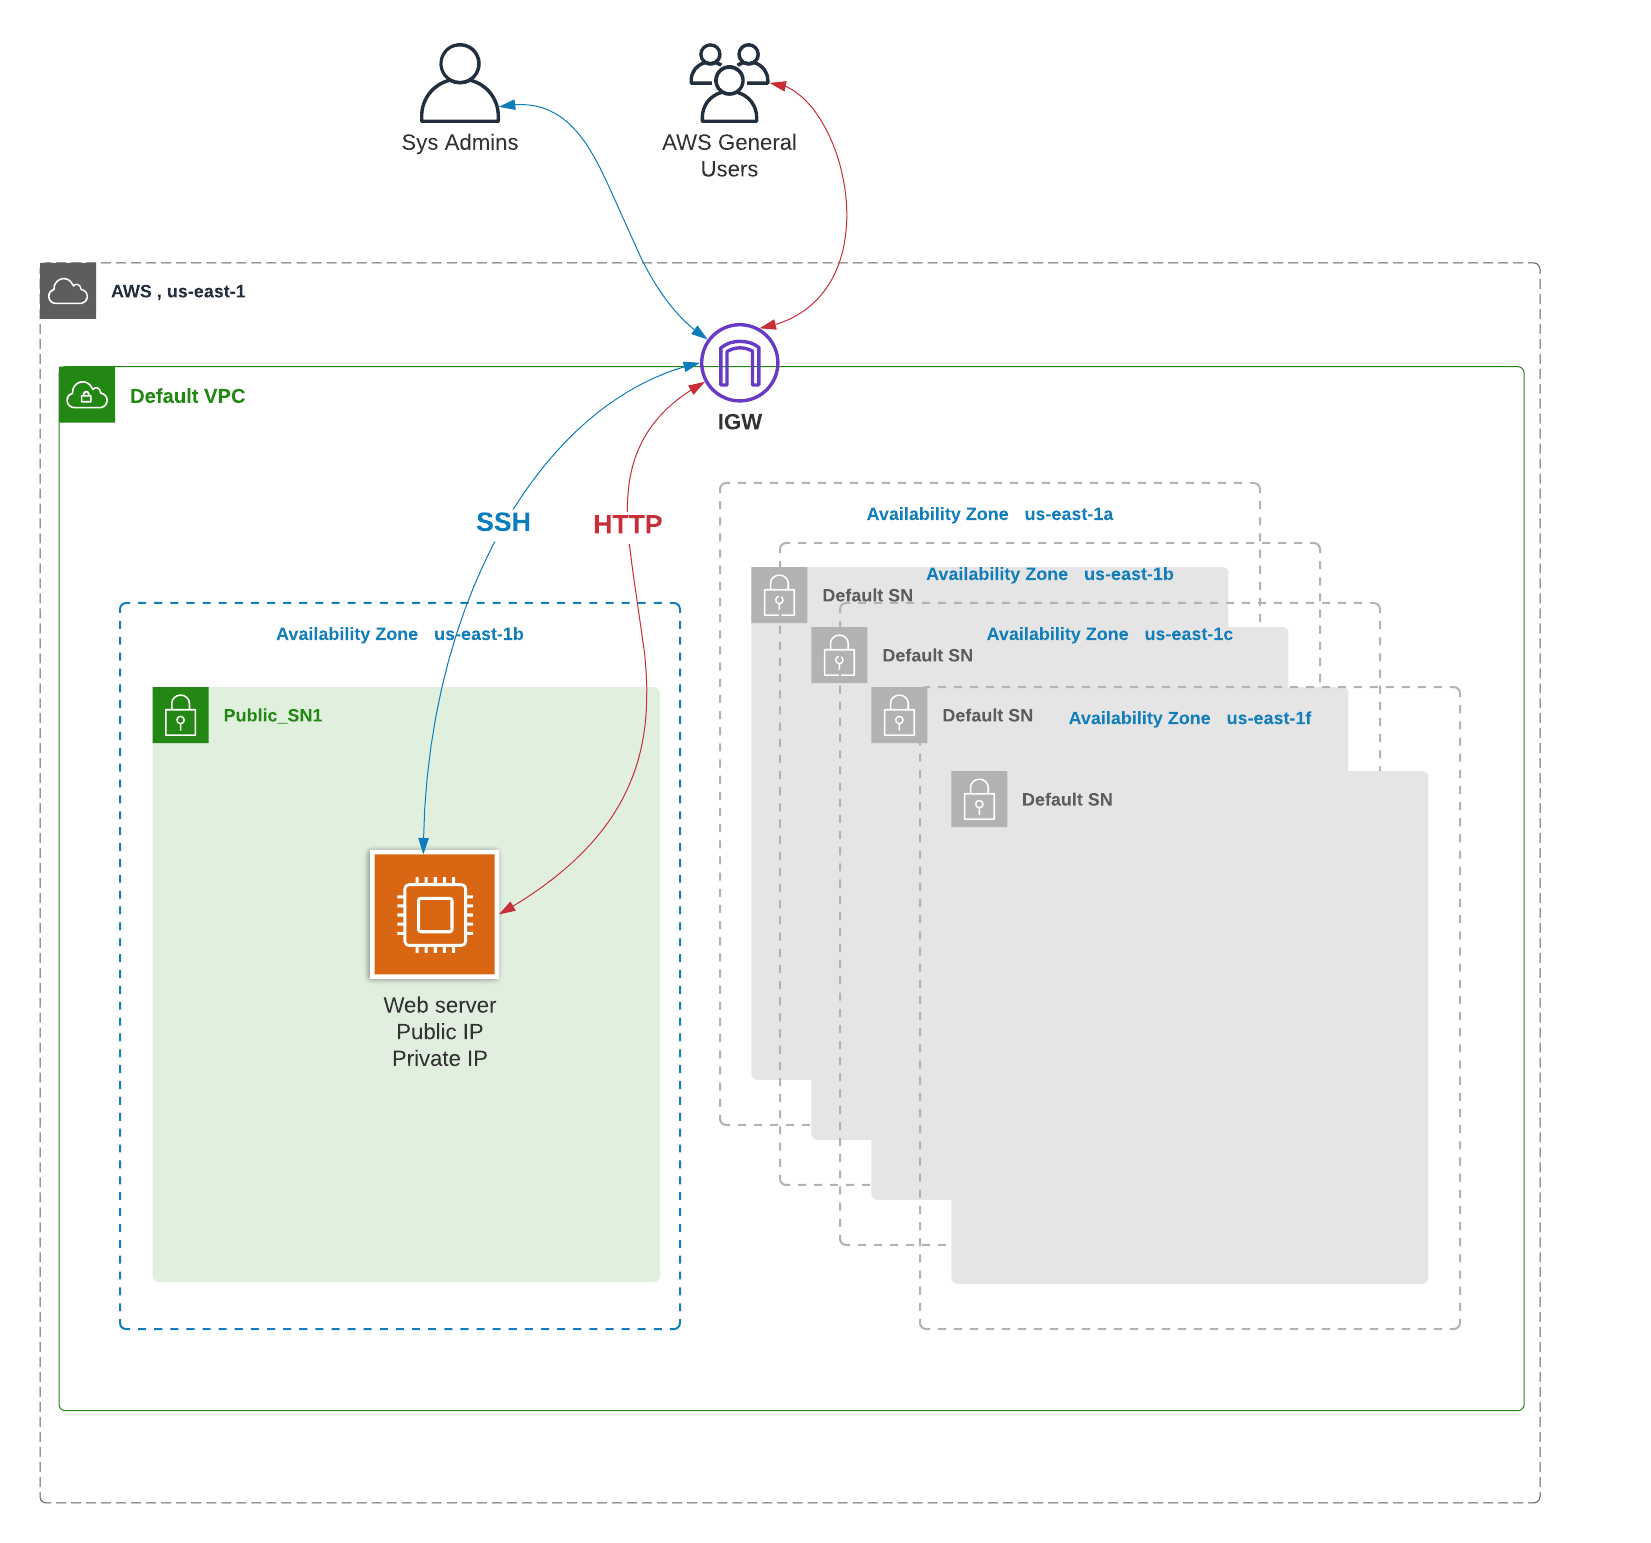 Sys Admins
AWS General
Users
AWS , us-east-1
Default VPC
IGW
SSH
HTTP
Availability Zone us-east-1a
Availability Zone us-east-1b
Default SN
Availability Zone us-east-1b
Availability Zone us-east-1c
Default SN
Public_SN1
Default SN
Availability Zone us-east-1f
Default SN
Web server
Public IP
Private IP